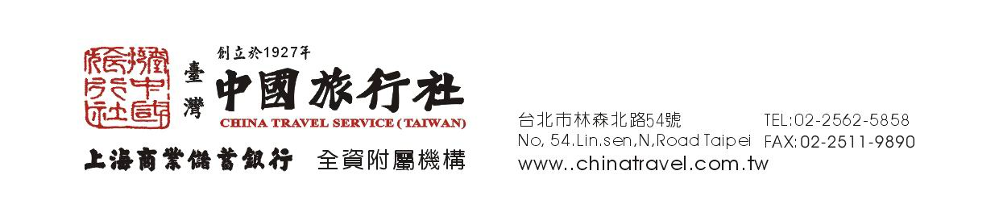 創立於1927年
臺灣
中國旅行社
CHINA TRAVEL SERVICE (TAIWAN)
上海商業儲蓄銀行 全資附屬機構
台北市林森北路54號 TEL:02-2562-5858
No, 54.Lin.sen,N,Road Taipei FAX:02-2511-9890
www..chinatravel.com.tw